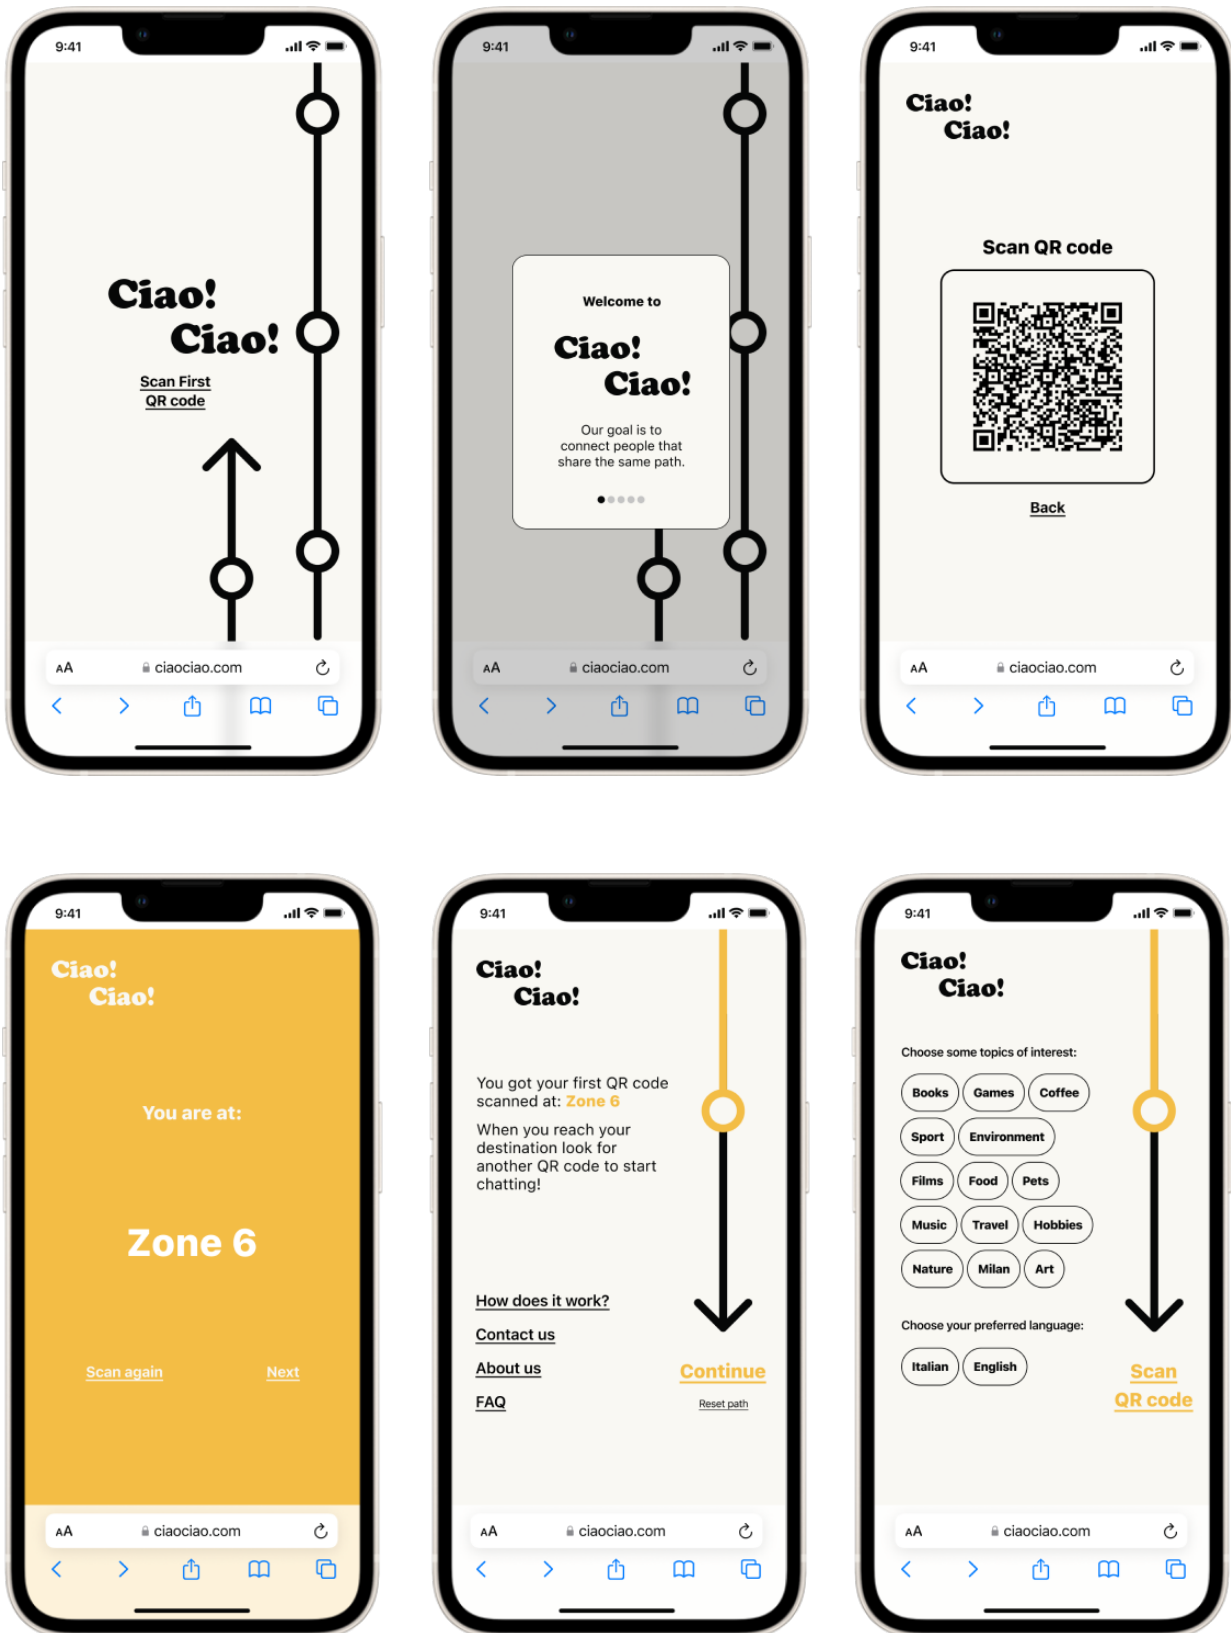 9:41
Ciao!
Ciao!
Scan First
QR code
AA
ciaociao.com
9:41
Welcome to
Ciao!
Ciao!
Our goal is to
connect people that
share the same path.
AA
ciaociao.com
9:41
Ciao!
Ciao!
Scan QR code
Back
AA
ciaociao.com
9:41
Ciao!
Ciao!
You are at:
Zone 6
Scan again
Next
AA
ciaociao.com
9:41
Ciao!
Ciao!
You got your first QR code
scanned at: Zone 6
When you reach your
destination look for
another QR code to start
chatting!
How does it work?
Contact us
About us
FAQ
Continue
Reset path
AA
ciaociao.com
9:41
Ciao!
Ciao!
Choose some topics of interest:
Books Games Coffee
Sport Environment
Films Food Pets
Music Travel Hobbies
Nature Milan Art
Choose your preferred language:
Italian English
Scan
QR code
AA
ciaociao.com